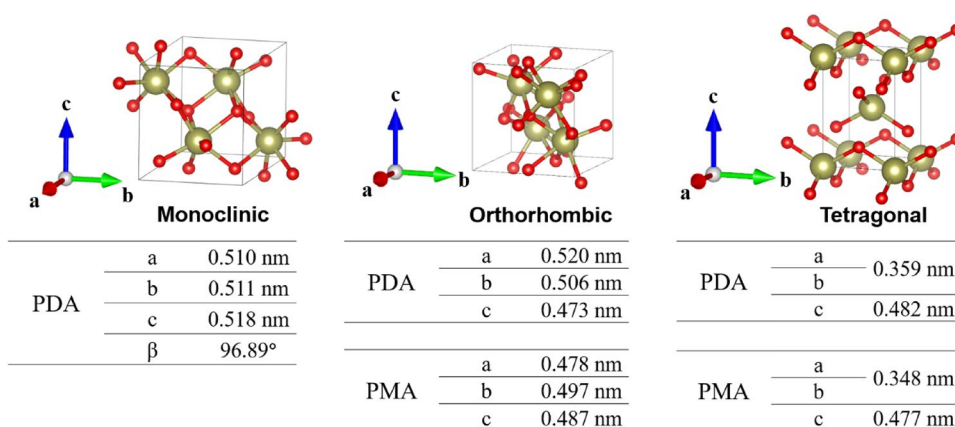 c
b
a
Monoclinic
PDA
a 0.510 nm
b 0.511 nm
c 0.518 nm
β 96.89°
c
b
a
Orthorhombic
PDA
a 0.520 nm
b 0.506 nm
c 0.473 nm
PMA
a 0.478 nm
b 0.497 nm
c 0.487 nm
c
b
a
Tetragonal
PDA
a
b
0.359 nm
c 0.482 nm
PMA
a
b
0.348 nm
c 0.477 nm